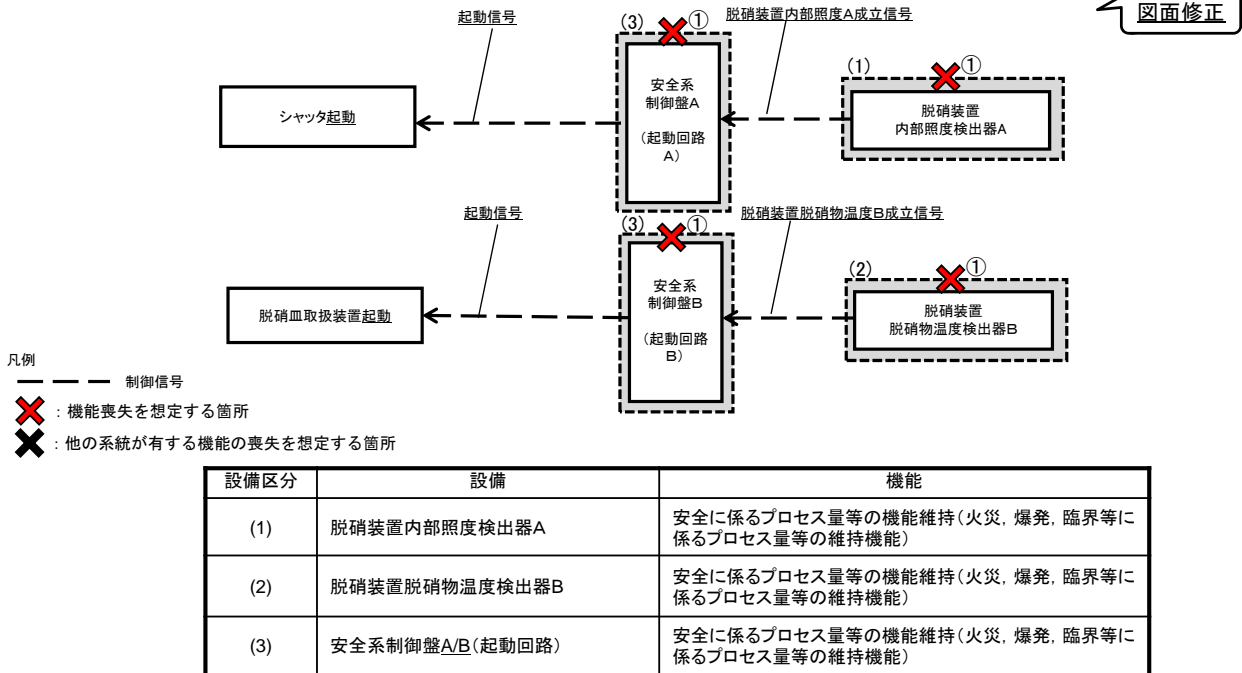 図面修正
起動信号
(3)
①
脱硝装置内部照度A成立信号
(1)
①
シャッタ起動
安全系
制御盤A
(起動回路
A)
脱硝装置
内部照度検出器A
起動信号
(3)
①
脱硝装置脱硝物温度B成立信号
(2)
①
脱硝皿取扱装置起動
安全系
制御盤B
(起動回路
B)
脱硝装置
脱硝物温度検出器B
凡例
制御信号
:機能喪失を想定する箇所
:他の系統が有する機能の喪失を想定する箇所
設備区分 設備 機能
(1) 脱硝装置内部照度検出器A 安全に係るプロセス量等の機能維持(火災,爆発,臨界等に
係るプロセス量等の維持機能)
(2) 脱硝装置脱硝物温度検出器B 安全に係るプロセス量等の機能維持(火災,爆発,臨界等に
係るプロセス量等の維持機能)
(3) 安全系制御盤A/B(起動回路) 安全に係るプロセス量等の機能維持(火災,爆発,臨界等に
係るプロセス量等の維持機能)